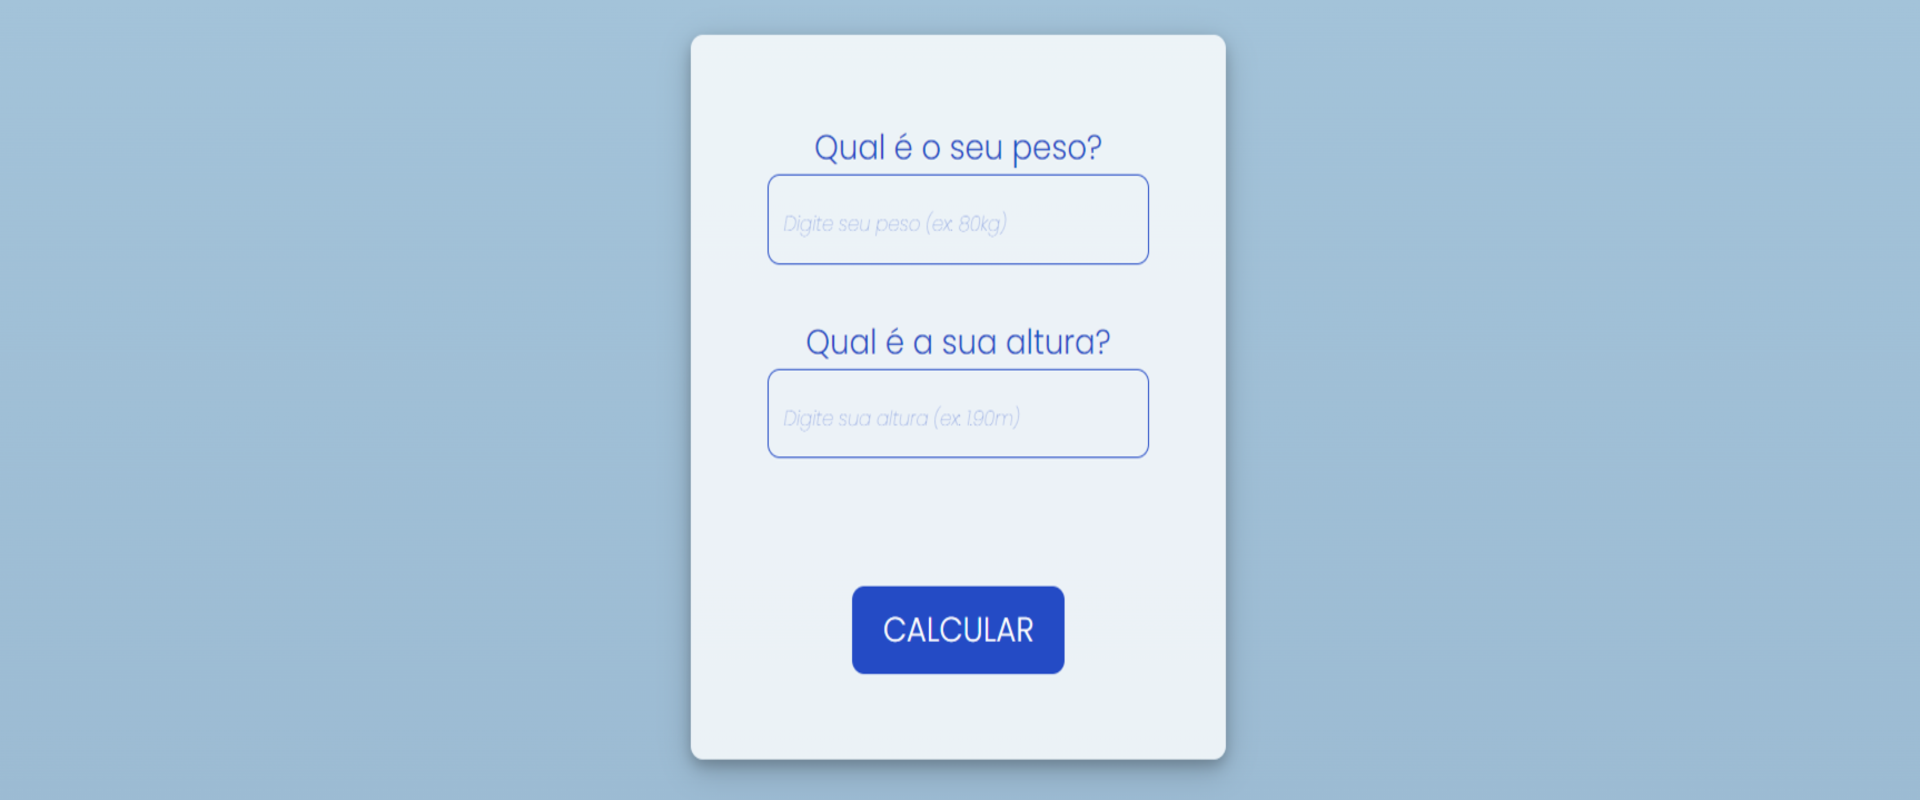 Qual é o seu peso?
Digite seu peso (ex: 80kg)
Qual é a sua altura?
Digite sua altura (ex: 1.90m)
CALCULAR